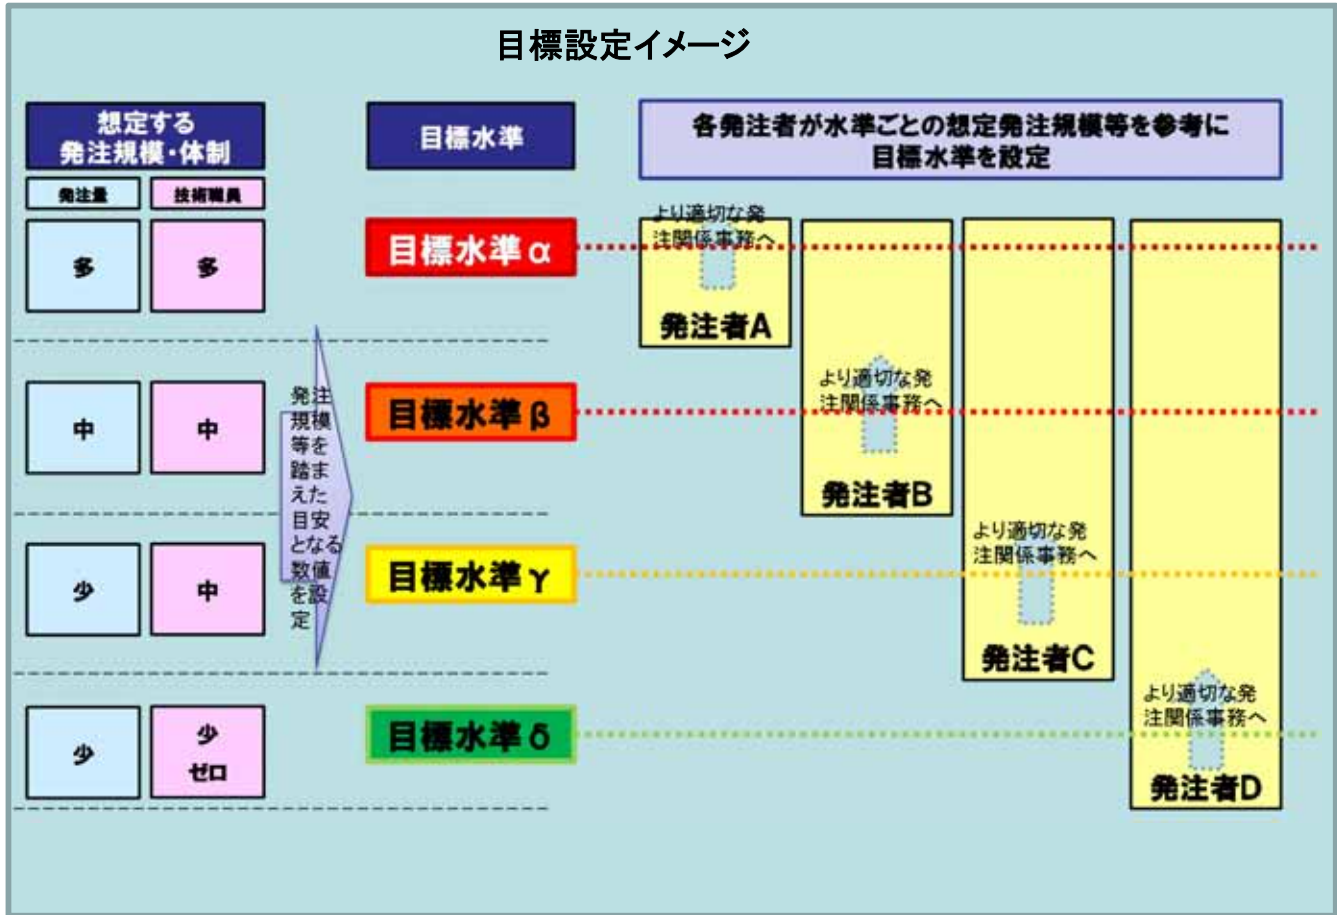 目標設定イメージ
想定する
発注規模・体制
目標水準
各発注者が水準ごとの想定発注規模等を参考に
目標水準を設定
発注量
技術職員
多
多
目標水準α
より適切な発
注関係事務へ
発注者A
中
中
発注
規模
等を
踏ま
えた
目安
となる
数値
を設
定
目標水準β
より適切な発
注関係事務へ
発注者B
少
中
目標水準γ
より適切な発
注関係事務へ
発注者C
少
少
ゼロ
目標水準δ
より適切な発
注関係事務へ
発注者D